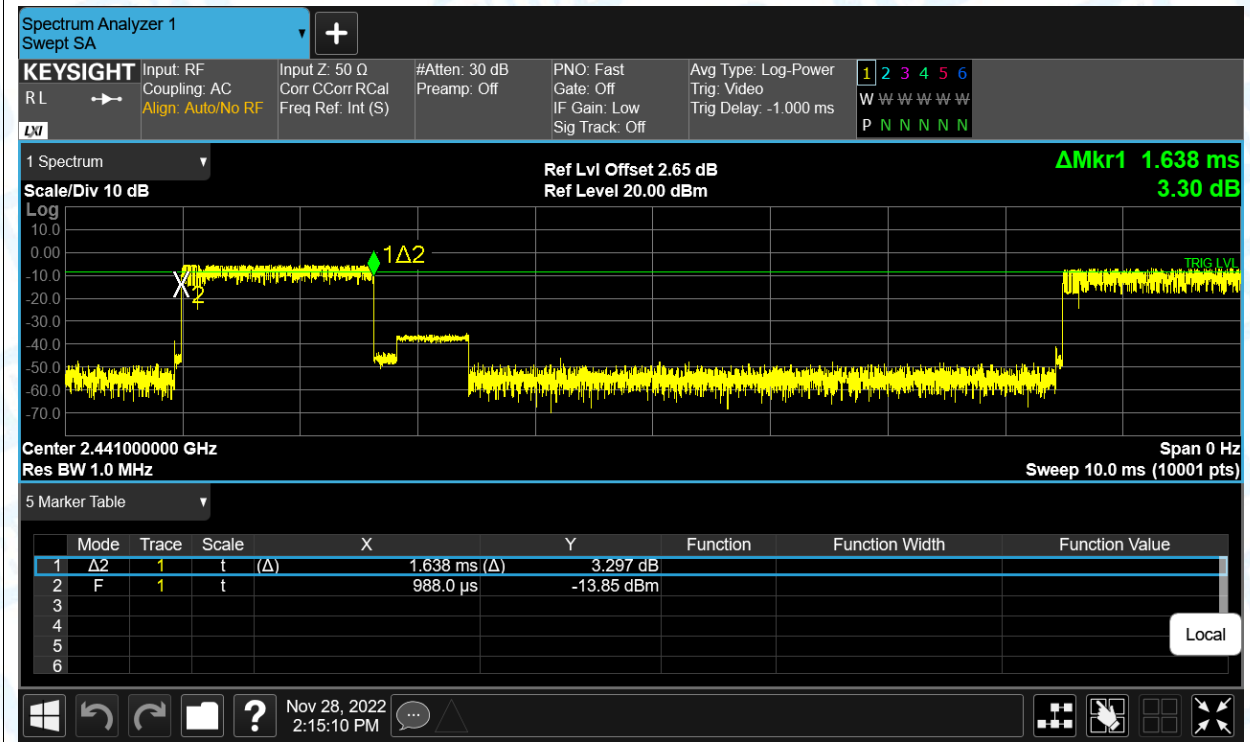 Spectrum Analyzer 1
Swept SA
KEYSIGHT Input: RF Input Z: 50 Ω #Atten: 30 dB PNO: Fast Avg Type: Log-Power 1 2 3 4 5 6
R L Coupling: AC Corr CCorr RCal Preamp: Off Gate: Off Trig: Video W W W W W W
Align: Auto/No RF Freq Ref: Int (S) IF Gain: Low Trig Delay: -1.000 ms
LXI Sig Track: Off P N N N N N
1 Spectrum Ref Lvl Offset 2.65 dB ΔMkr1 1.638 ms
Scale/Div 10 dB Ref Level 20.00 dBm 3.30 dB
Log
10.0
0.00 1Δ2
TRIG LVL
-10.0
2
-20.0
-30.0
-40.0
-50.0
-60.0
-70.0
Center 2.441000000 GHz Span 0 Hz
Res BW 1.0 MHz Sweep 10.0 ms (10001 pts)
5 Marker Table
Mode Trace Scale X Y Function Function Width Function Value
1 Δ2 1 t (Δ) 1.638 ms (Δ) 3.297 dB
2 F 1 t 988.0 µs -13.85 dBm
3
4
5
6
Local
? Nov 28, 2022
2:15:10 PM